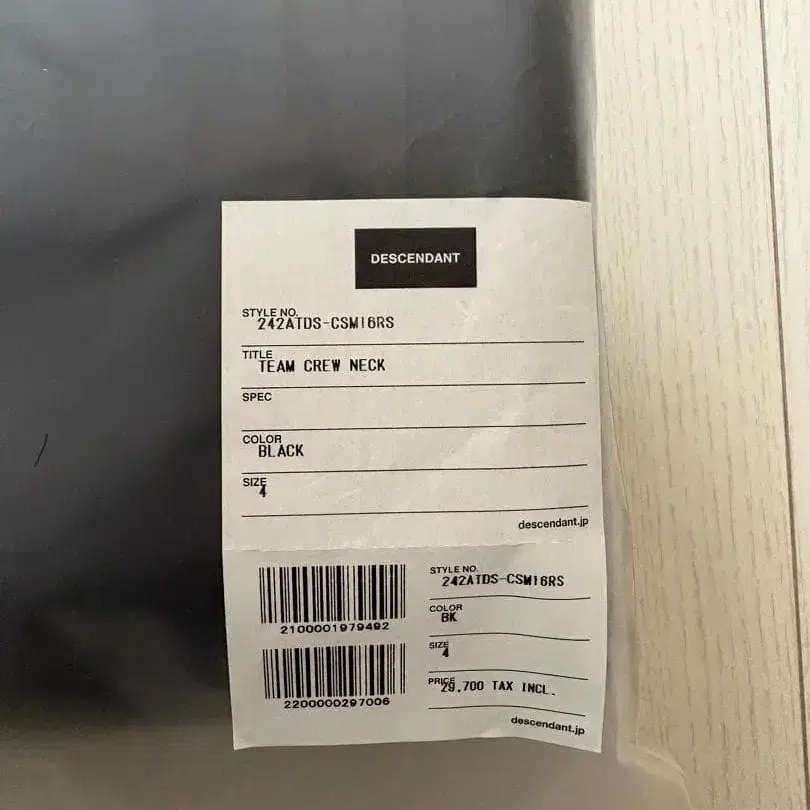 DESCENDANT
STYLE NO.
242ATDS-CSM16RS
TITLE
TEAM CREW NECK
SPEC
COLOR
BLACK
SIZE
4
descendant.jp
2100001979492
2200000297006
STYLE NO.
242ATDS-CSM16RS
COLOR
BK
SIZE
4
PRICE
29,700 TAX INCL.
descendant.jp